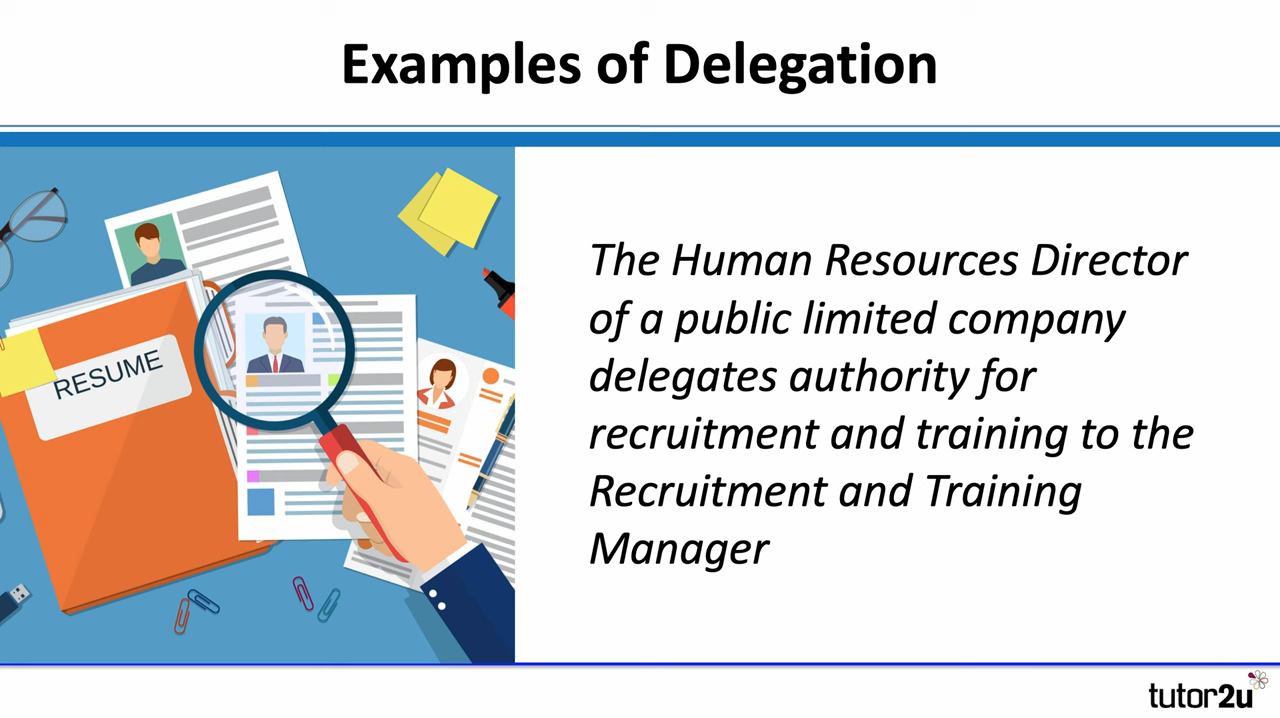 Examples of Delegation
RESUME
The Human Resources Director
of a public limited company
delegates authority for
recruitment and training to the
Recruitment and Training
Manager
tutor2u